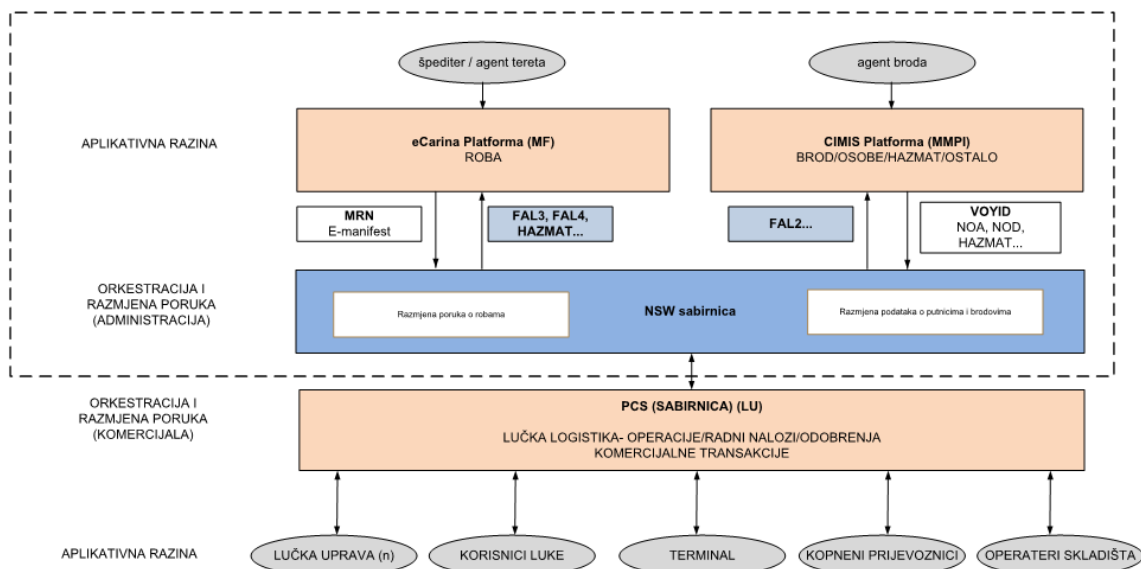 špediter / agent tereta
agent broda
APLIKATIVNA RAZINA
eCarina Platforma (MF)
ROBA
CIMIS Platforma (MMPI)
BROD/OSOBE/HAZMAT/OSTALO
MRN
E-manifest
FAL3, FAL4,
HAZMAT...
FAL2...
VOYID
NOA, NOD,
HAZMAT...
ORKESTRACIJA I
RAZMJENA PORUKA
(ADMINISTRACIJA)
Razmjena poruka o robama
NSW sabirnica
Razmjena podataka o putnicima i brodovima
ORKESTRACIJA I
RAZMJENA PORUKA
(KOMERCIJALA)
PCS (SABIRNICA) (LU)
LUČKA LOGISTIKA- OPERACIJE/RADNI NALOZI/ODOBRENJA
KOMERCIJALNE TRANSAKCIJE
APLIKATIVNA RAZINA
LUČKA UPRAVA (n)
KORISNICI LUKE
TERMINAL
KOPNENI PRIJEVOZNICI
OPERATERI SKLADIŠTA